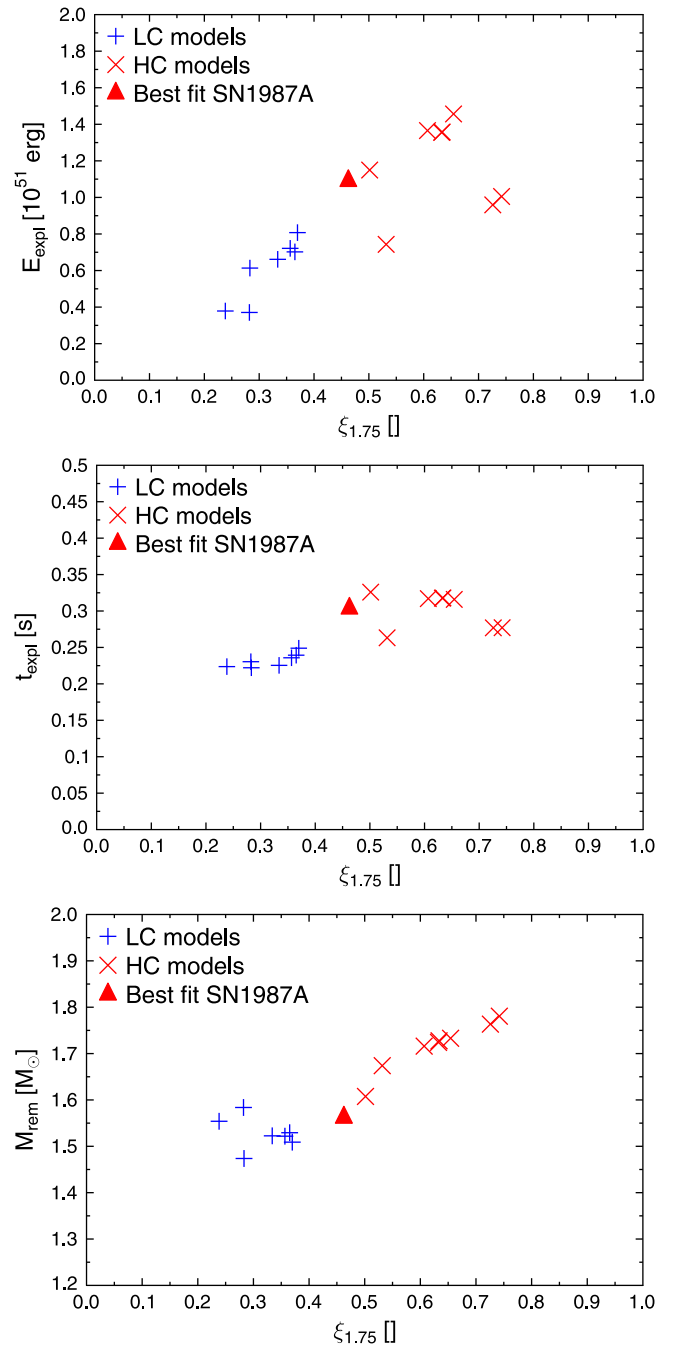 2.0
1.8
1.6
1.4
1.2
1.0
0.8
0.6
0.4
0.2
0.0
E_expl [10^51 erg]
LC models
HC models
Best fit SN1987A
0.0 0.1 0.2 0.3 0.4 0.5 0.6 0.7 0.8 0.9 1.0
ξ_1.75 []
0.5
0.45
0.4
0.35
0.3
0.25
0.2
0.15
0.1
0.05
0.0
t_expl [s]
LC models
HC models
Best fit SN1987A
0.0 0.1 0.2 0.3 0.4 0.5 0.6 0.7 0.8 0.9 1.0
ξ_1.75 []
2.0
1.9
1.8
1.7
1.6
1.5
1.4
1.3
1.2
M_rem [M_⊙]
LC models
HC models
Best fit SN1987A
0.0 0.1 0.2 0.3 0.4 0.5 0.6 0.7 0.8 0.9 1.0
ξ_1.75 []